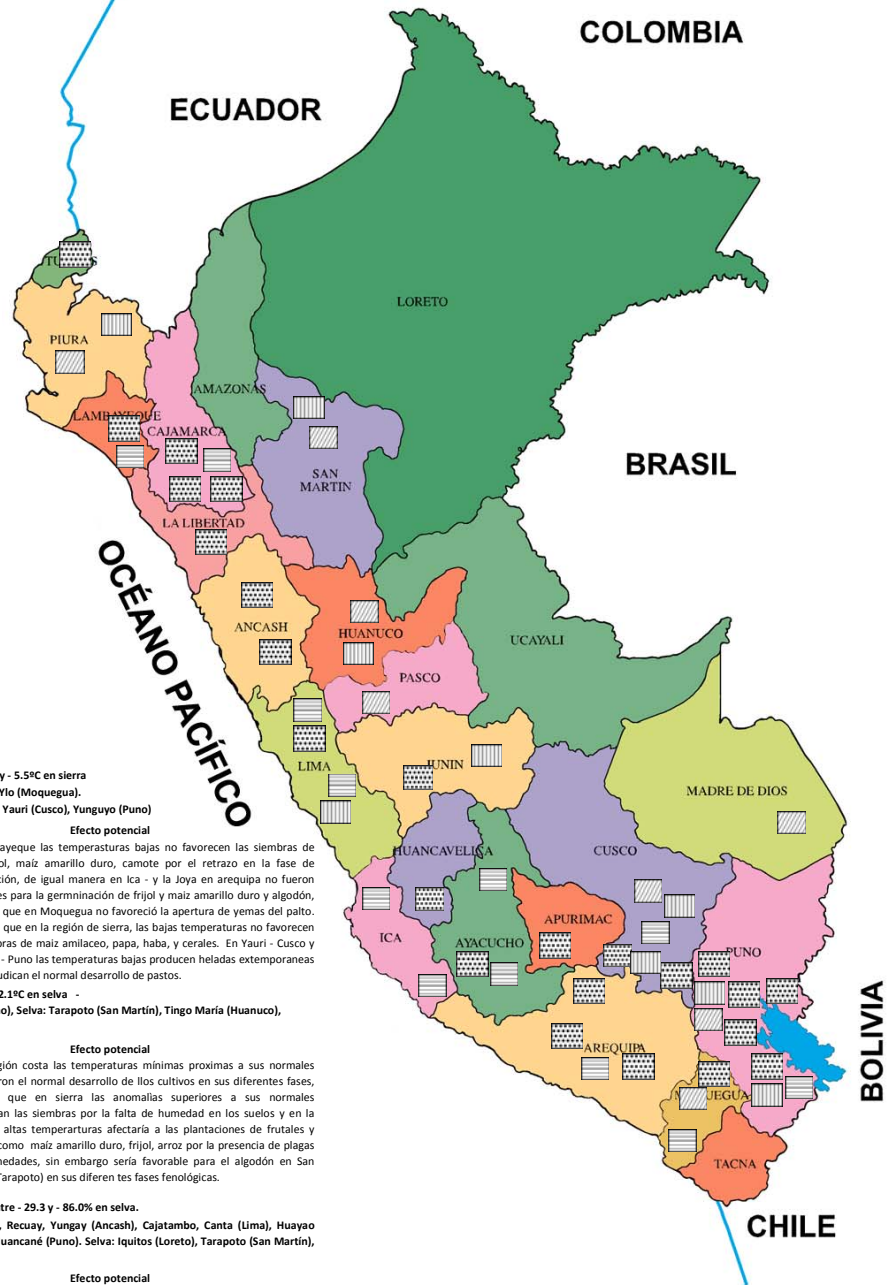 COLOMBIA
ECUADOR
LORETO
PIURA
AMAZONAS
LAMBAYEQUE
CAJAMARCA
SAN
MARTIN
BRASIL
LA LIBERTAD
OCÉANO PACÍFICO
ANCASH
HUANUCO
UCAYALI
PASCO
LIMA
JUNIN
MADRE DE DIOS
HUANCAVELICA
CUSCO
ICA
AYACUCHO
APURIMAC
PUNO
AREQUIPA
BOLIVIA
TACNA
CHILE
y - 5.5ºC en sierra
Ylo (Moquegua).
Yauri (Cusco), Yunguyo (Puno)
Efecto potencial
ayeque las temperasturas bajas no favorecen las siembras de
ol, maíz amarillo duro, camote por el retrazo en la fase de
ción, de igual manera en Ica - y la Joya en arequipa no fueron
es para la germninación de frijol y maiz amarillo duro y algodón,
que en Moquegua no favoreció la apertura de yemas del palto.
que en la región de sierra, las bajas temperaturas no favorecen
bras de maiz amilaceo, papa, haba, y cerales. En Yauri - Cusco y
- Puno las temperaturas bajas producen heladas extemporaneas
udican el normal desarrollo de pastos.
2.1ºC en selva -
o), Selva: Tarapoto (San Martín), Tingo María (Huanuco),
Efecto potencial
gión costa las temperaturas mínimas proximas a sus normales
ron el normal desarrollo de llos cultivos en sus diferentes fases,
que en sierra las anomalìas superiores a sus normales
an las siembras por la falta de humedad en los suelos y en la
altas temperarturas afectaría a las plantaciones de frutales y
como maíz amarillo duro, frijol, arroz por la presencia de plagas
medades, sin embargo sería favorable para el algodón en San
Tarapoto) en sus diferen tes fases fenológicas.
tre - 29.3 y - 86.0% en selva.
, Recuay, Yungay (Ancash), Cajatambo, Canta (Lima), Huayao
uancané (Puno). Selva: Iquitos (Loreto), Tarapoto (San Martín),
Efecto potencial